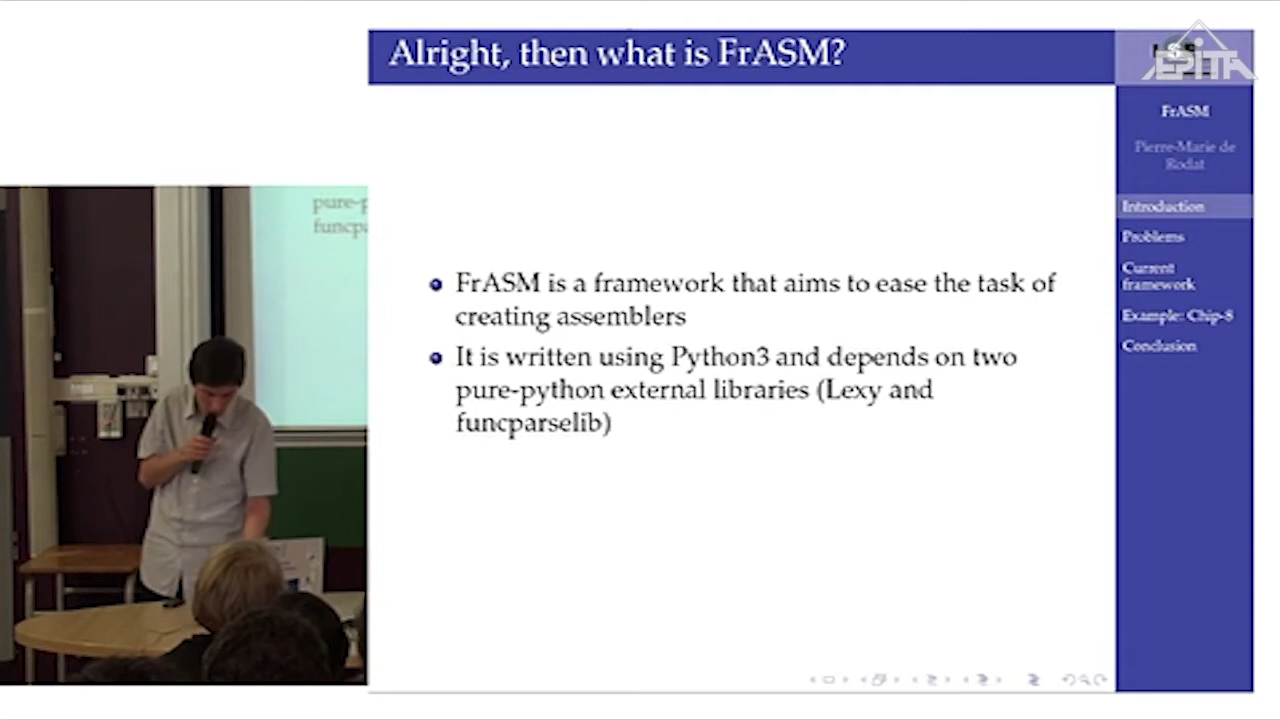 Alright, then what is FrASM?
EPITA
FrASM
Pierre-Marie de
Rodat
Introduction
Problems
Current
framework
Example: Chip-8
Conclusion
FrASM is a framework that aims to ease the task of
creating assemblers
It is written using Python3 and depends on two
pure-python external libraries (Lexy and
funcparselib)
pure-p
funcpa